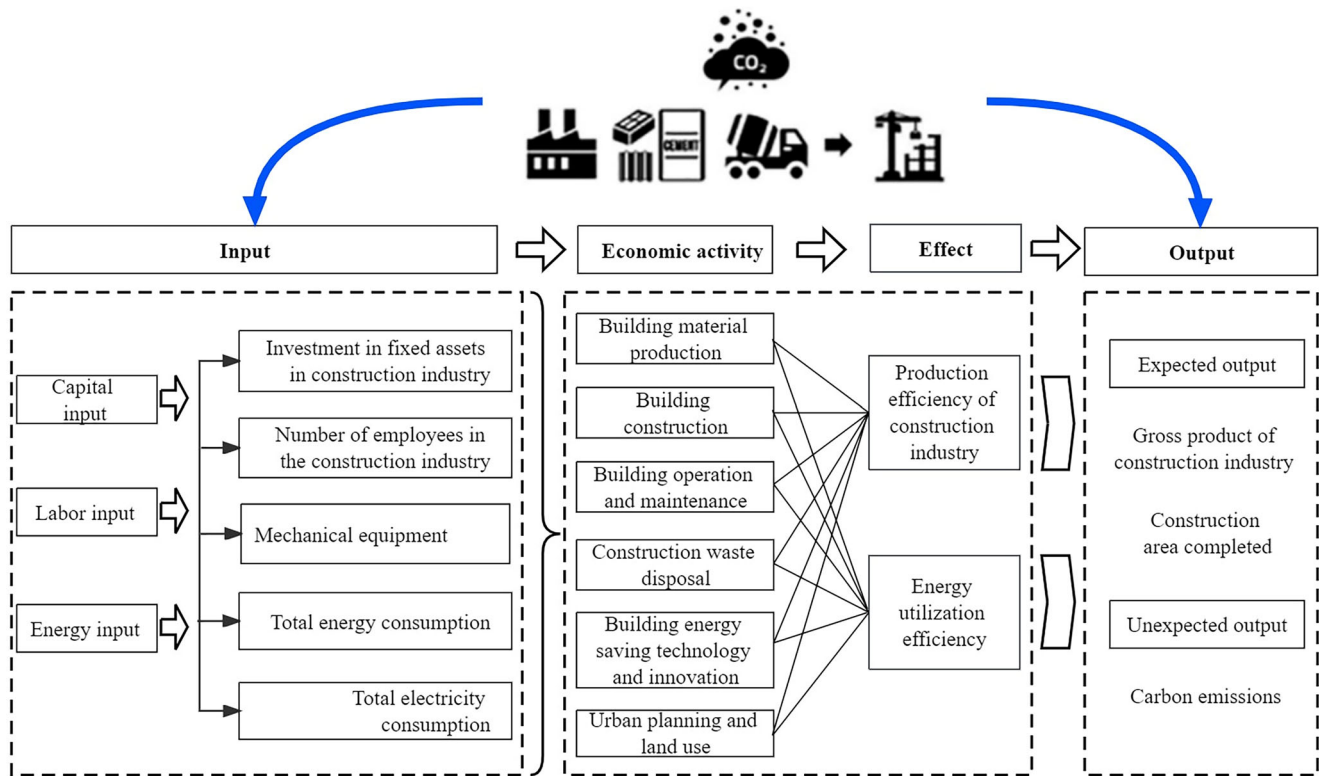 CO2
CEMENT
Input
Economic activity
Effect
Output
Capital
input
Labor input
Energy input
Investment in fixed assets
in construction industry
Number of employees in
the construction industry
Mechanical equipment
Total energy consumption
Total electricity
consumption
Building material
production
Building
construction
Building operation
and maintenance
Construction waste
disposal
Building energy
saving technology
and innovation
Urban planning and
land use
Production
efficiency of
construction
industry
Energy
utilization
efficiency
Expected output
Gross product of
construction industry
Construction
area completed
Unexpected output
Carbon emissions